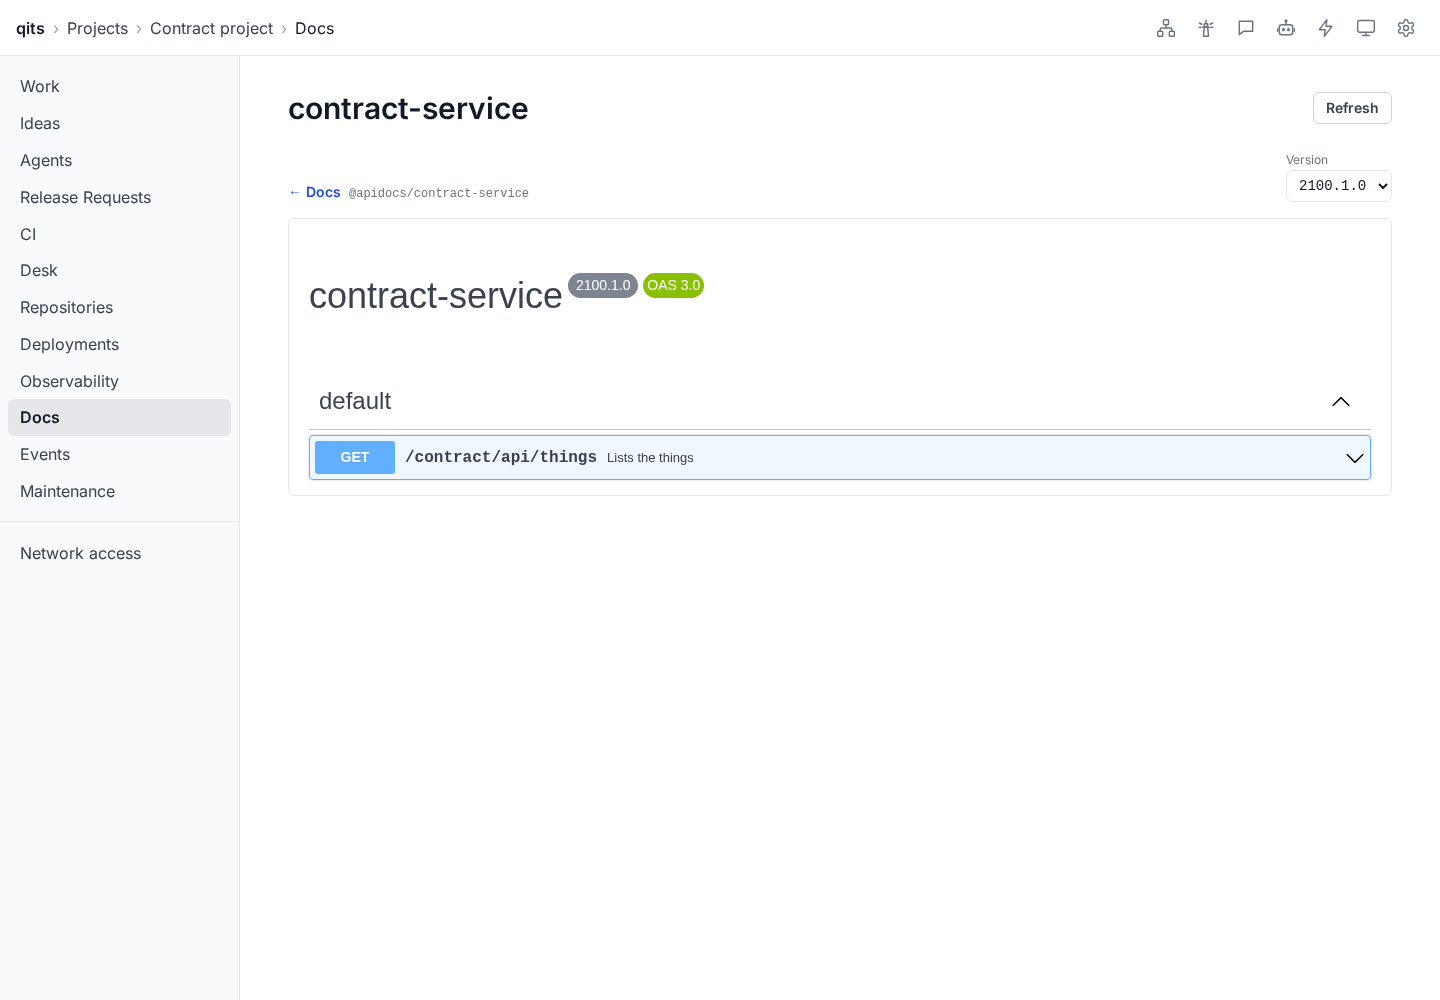 qits › Projects › Contract project › Docs
Work
Ideas
Agents
Release Requests
CI
Desk
Repositories
Deployments
Observability
Docs
Events
Maintenance
Network access
contract-service
Refresh
Version
← Docs @apidocs/contract-service
2100.1.0
contract-service 2100.1.0 OAS 3.0
default
GET /contract/api/things Lists the things